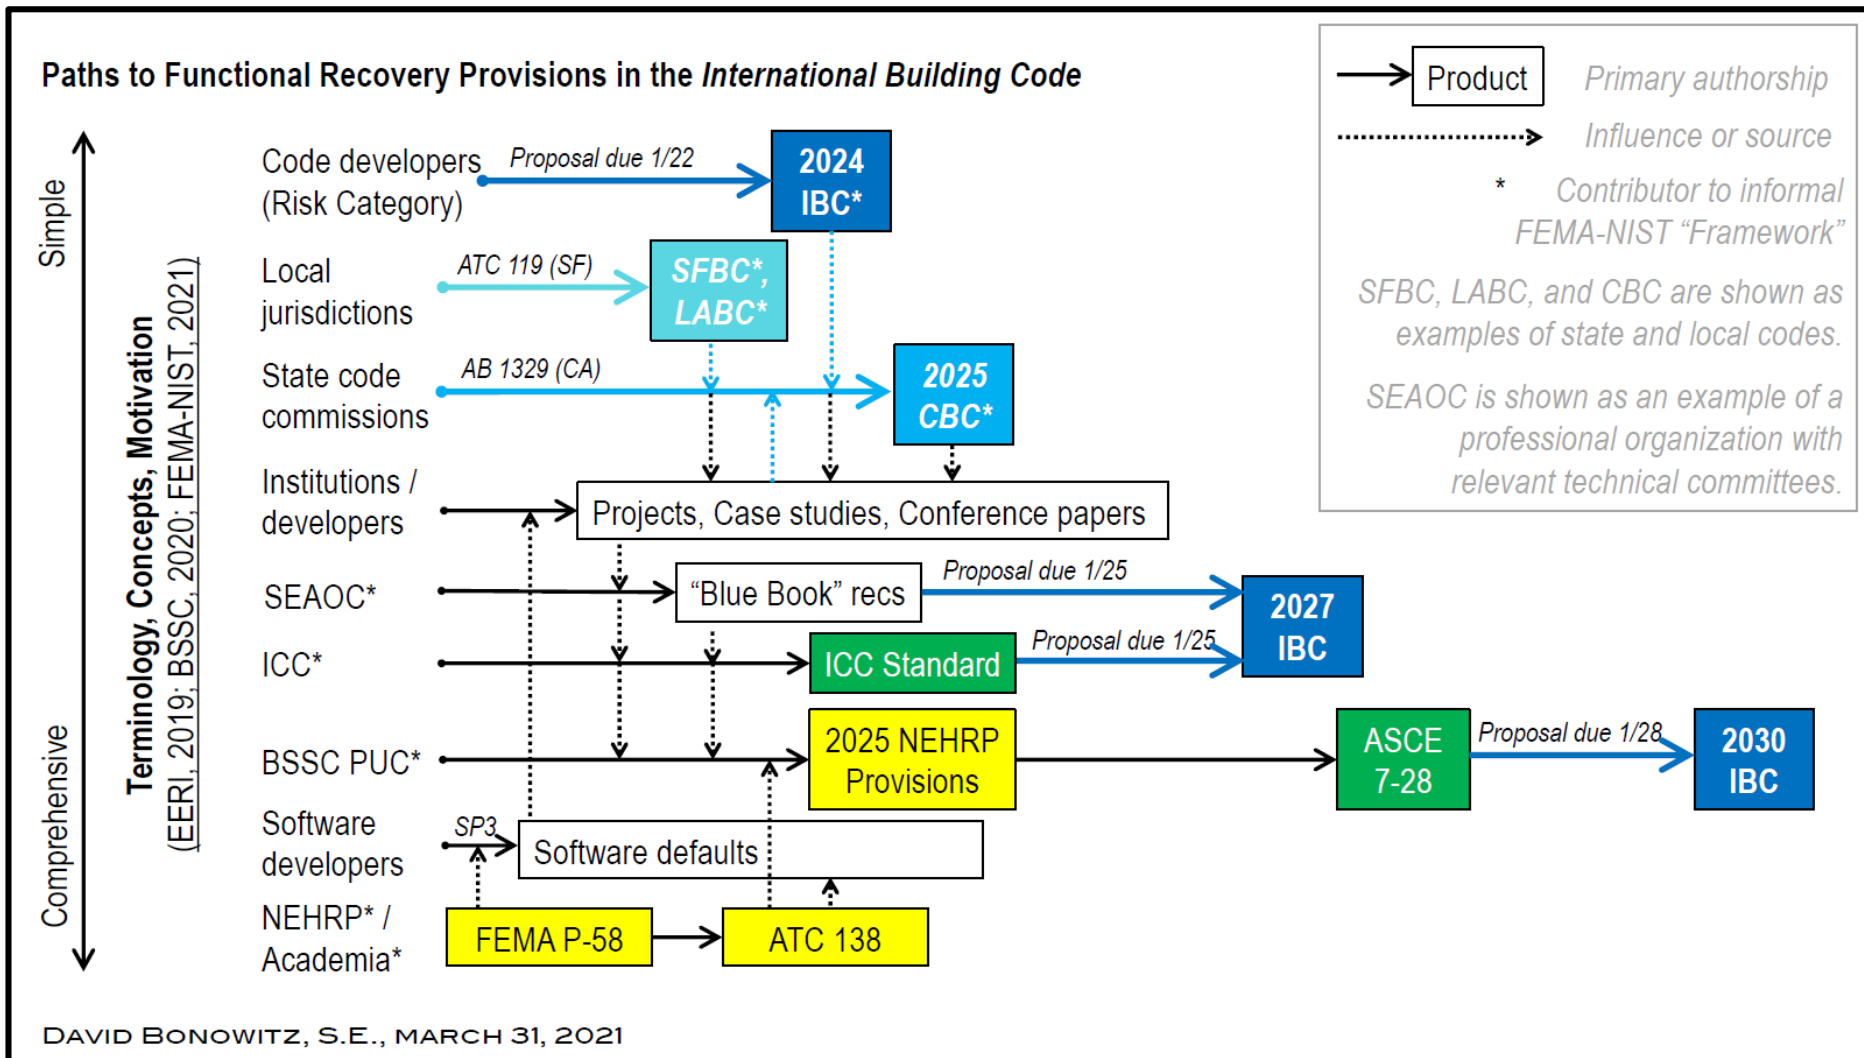 Paths to Functional Recovery Provisions in the International Building Code
Simple
Comprehensive
Terminology, Concepts, Motivation
(EERI, 2019; BSSC, 2020; FEMA-NIST, 2021)
Code developers
(Risk Category)
Proposal due 1/22
2024
IBC*
Local
jurisdictions
ATC 119 (SF)
SFBC*,
LABC*
State code
commissions
AB 1329 (CA)
2025
CBC*
Institutions /
developers
Projects, Case studies, Conference papers
SEAOC*
"Blue Book" recs
Proposal due 1/25
2027
IBC
ICC*
ICC Standard
Proposal due 1/25
BSSC PUC*
2025 NEHRP
Provisions
ASCE
7-28
Proposal due 1/28
2030
IBC
Software
developers
SP3
Software defaults
NEHRP* /
Academia*
FEMA P-58
ATC 138
Product
Primary authorship
Influence or source
* Contributor to informal
FEMA-NIST "Framework"
SFBC, LABC, and CBC are shown as
examples of state and local codes.
SEAOC is shown as an example of a
professional organization with
relevant technical committees.
DAVID BONOWITZ, S.E., MARCH 31, 2021